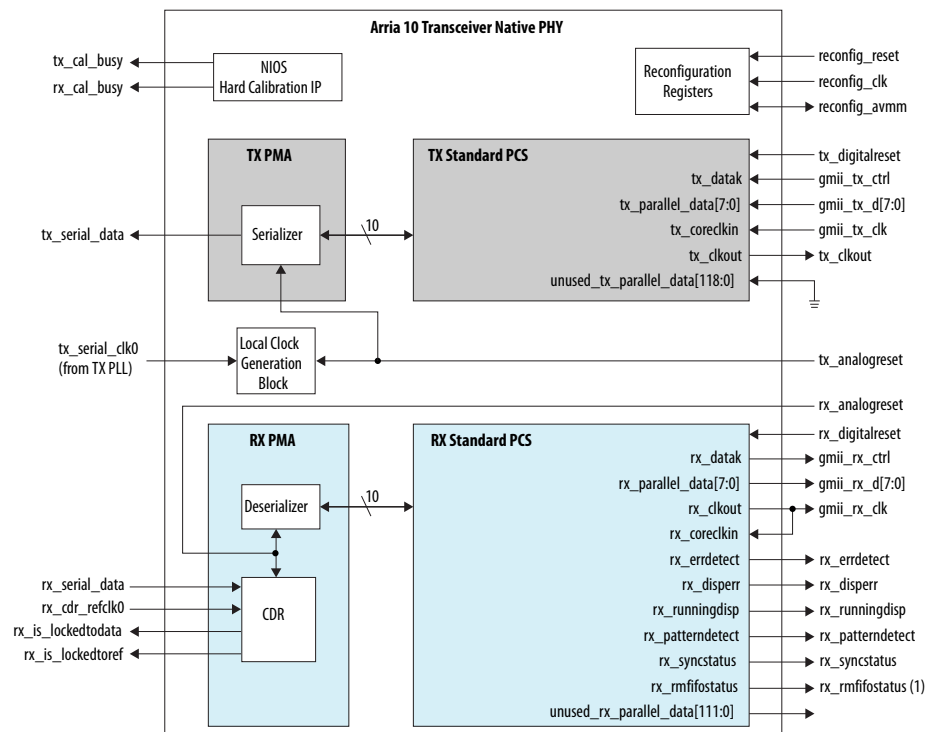 Arria 10 Transceiver Native PHY
tx_cal_busy
rx_cal_busy
NIOS
Hard Calibration IP
Reconfiguration
Registers
reconfig_reset
reconfig_clk
reconfig_avmm
TX PMA
TX Standard PCS
tx_digitalreset
tx_datak
gmii_tx_ctrl
tx_parallel_data[7:0]
gmii_tx_d[7:0]
tx_serial_data
Serializer
10
tx_coreclkin
gmii_tx_clk
tx_clkout
tx_clkout
unused_tx_parallel_data[118:0]
tx_serial_clk0
(from TX PLL)
Local Clock
Generation
Block
tx_analogreset
rx_analogreset
RX PMA
RX Standard PCS
rx_digitalreset
rx_datak
gmii_rx_ctrl
rx_parallel_data[7:0]
gmii_rx_d[7:0]
Deserializer
10
rx_clkout
gmii_rx_clk
rx_coreclkin
rx_errdetect
rx_errdetect
rx_serial_data
rx_cdr_refclk0
rx_is_lockedtodata
rx_is_lockedtoref
CDR
rx_disperr
rx_disperr
rx_runningdisp
rx_runningdisp
rx_patterndetect
rx_patterndetect
rx_syncstatus
rx_syncstatus
rx_rmfifostatus
rx_rmfifostatus (1)
unused_rx_parallel_data[111:0]